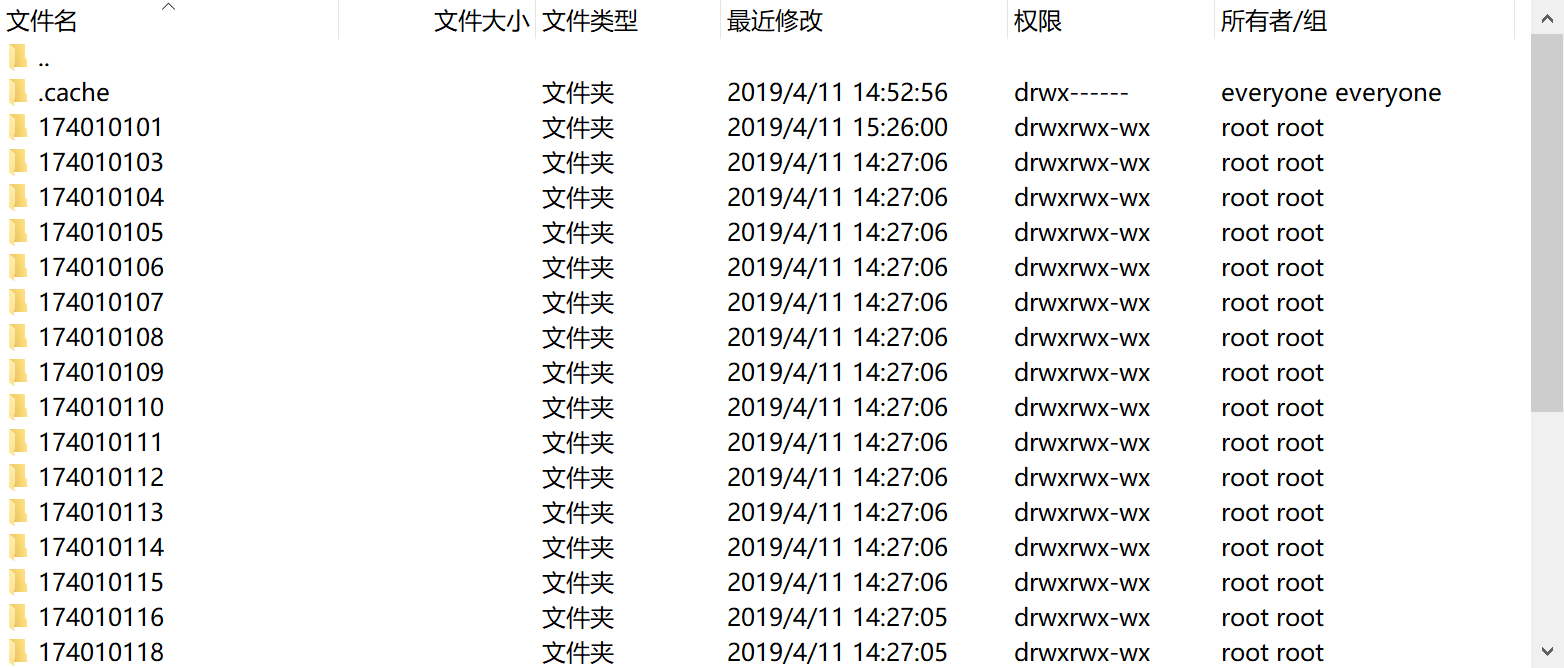 文件名 文件大小 文件类型 最近修改 权限 所有者/组
..
.cache 文件夹 2019/4/11 14:52:56 drwx------ everyone everyone
174010101 文件夹 2019/4/11 15:26:00 drwxrwx-wx root root
174010103 文件夹 2019/4/11 14:27:06 drwxrwx-wx root root
174010104 文件夹 2019/4/11 14:27:06 drwxrwx-wx root root
174010105 文件夹 2019/4/11 14:27:06 drwxrwx-wx root root
174010106 文件夹 2019/4/11 14:27:06 drwxrwx-wx root root
174010107 文件夹 2019/4/11 14:27:06 drwxrwx-wx root root
174010108 文件夹 2019/4/11 14:27:06 drwxrwx-wx root root
174010109 文件夹 2019/4/11 14:27:06 drwxrwx-wx root root
174010110 文件夹 2019/4/11 14:27:06 drwxrwx-wx root root
174010111 文件夹 2019/4/11 14:27:06 drwxrwx-wx root root
174010112 文件夹 2019/4/11 14:27:06 drwxrwx-wx root root
174010113 文件夹 2019/4/11 14:27:06 drwxrwx-wx root root
174010114 文件夹 2019/4/11 14:27:06 drwxrwx-wx root root
174010115 文件夹 2019/4/11 14:27:06 drwxrwx-wx root root
174010116 文件夹 2019/4/11 14:27:05 drwxrwx-wx root root
174010118 文件夹 2019/4/11 14:27:05 drwxrwx-wx root root